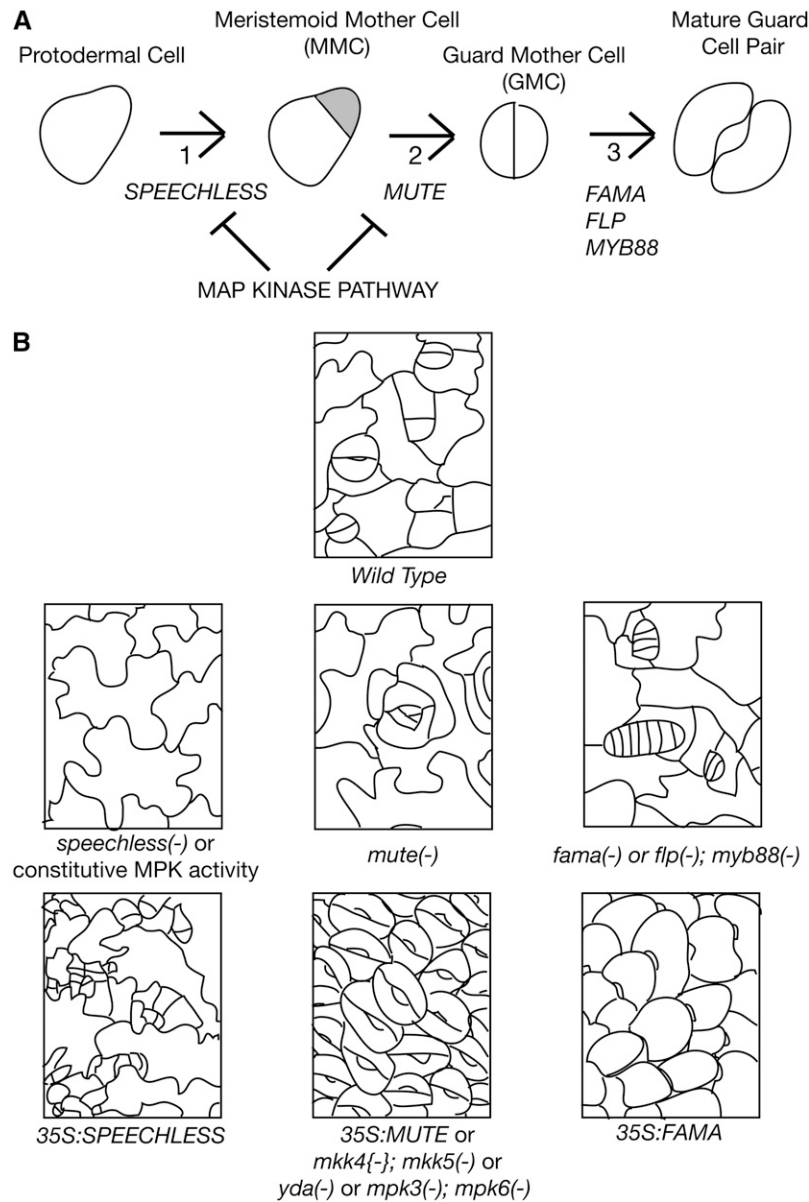 A
Protodermal Cell
Meristemoid Mother Cell
(MMC)
Guard Mother Cell
(GMC)
Mature Guard
Cell Pair
1
SPEECHLESS
2
MUTE
3
FAMA
FLP
MYB88
MAP KINASE PATHWAY
B
Wild Type
speechless(-) or
constitutive MPK activity
mute(-)
fama(-) or flp(-); myb88(-)
35S:SPEECHLESS
35S:MUTE or
mkk4{-}; mkk5(-) or
yda(-) or mpk3(-); mpk6(-)
35S:FAMA